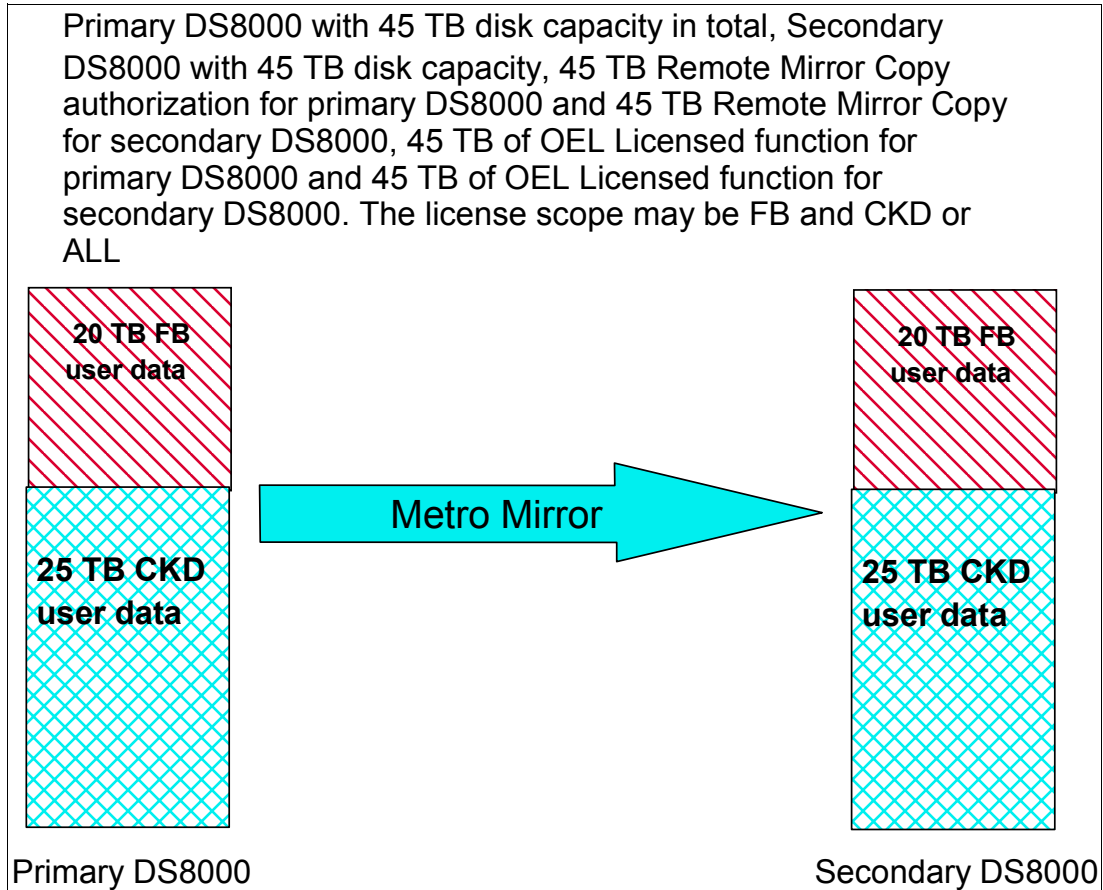 Primary DS8000 with 45 TB disk capacity in total, Secondary
DS8000 with 45 TB disk capacity, 45 TB Remote Mirror Copy
authorization for primary DS8000 and 45 TB Remote Mirror Copy
for secondary DS8000, 45 TB of OEL Licensed function for
primary DS8000 and 45 TB of OEL Licensed function for
secondary DS8000. The license scope may be FB and CKD or
ALL
20 TB FB
user data
20 TB FB
user data
Metro Mirror
25 TB CKD
user data
25 TB CKD
user data
Primary DS8000
Secondary DS8000